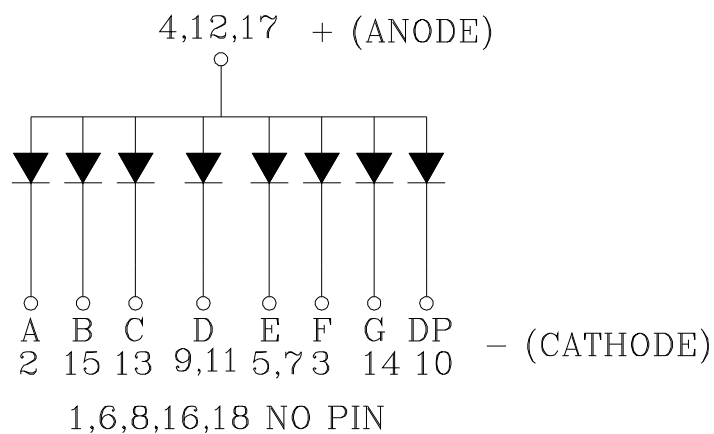 4,12,17 + (ANODE)
A B C D E F G DP
2 15 13 9,11 5,7 3 14 10 – (CATHODE)
1,6,8,16,18 NO PIN